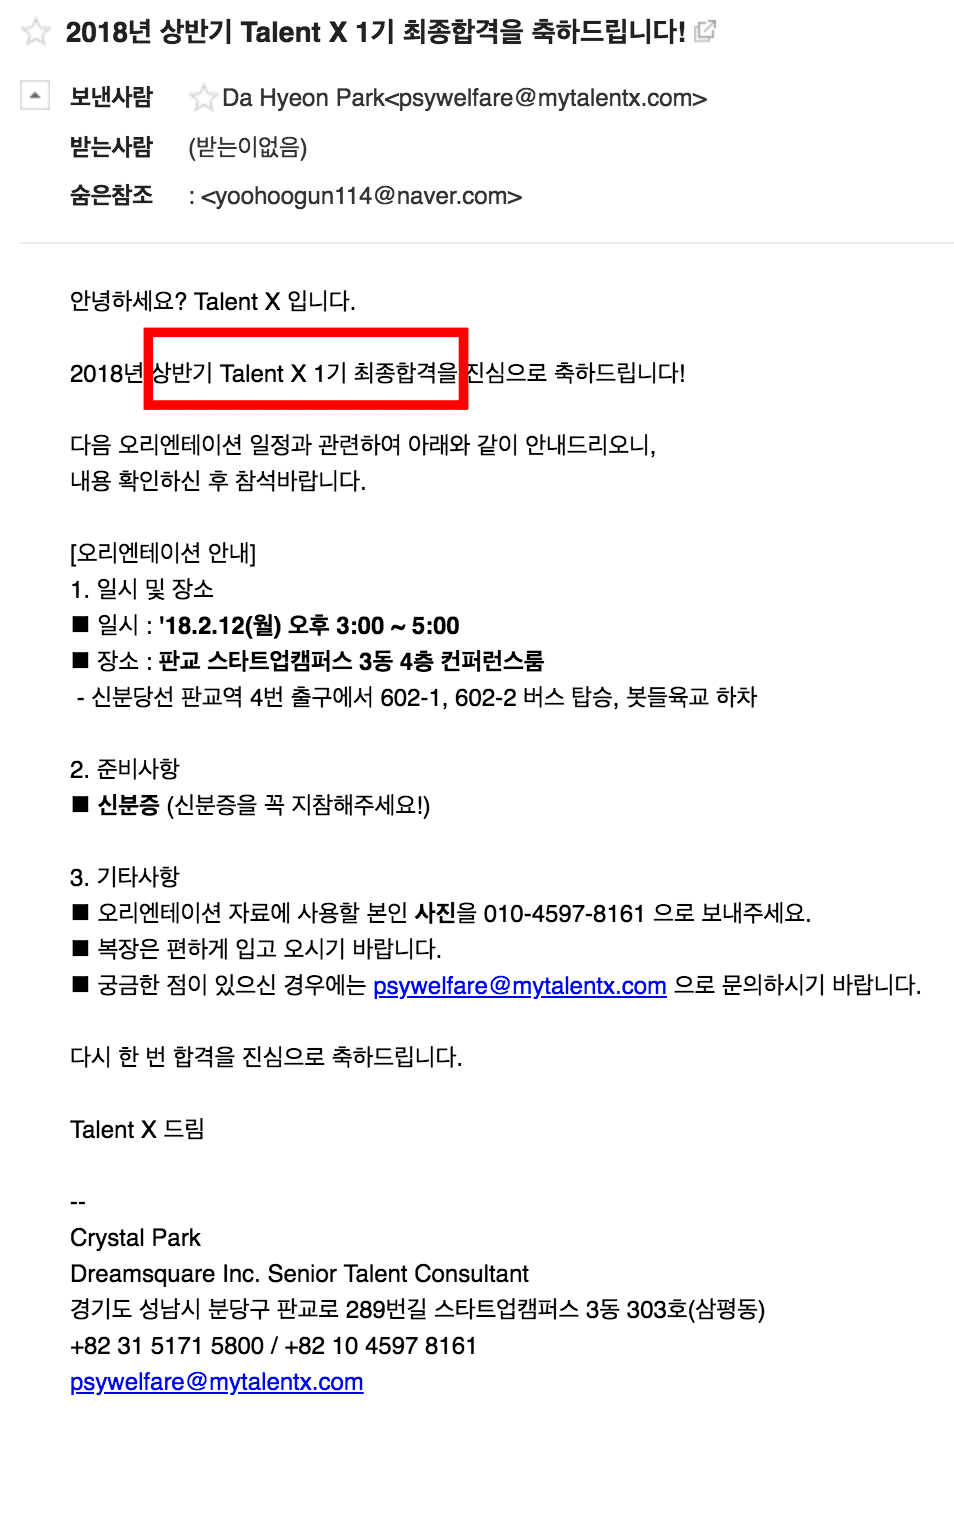 2018년 상반기 Talent X 1기 최종합격을 축하드립니다!
보낸사람 Da Hyeon Park<psywelfare@mytalentx.com>
받는사람 (받는이없음)
숨은참조 : <yoohoogun114@naver.com>
안녕하세요? Talent X 입니다.
2018년 상반기 Talent X 1기 최종합격을 진심으로 축하드립니다!
다음 오리엔테이션 일정과 관련하여 아래와 같이 안내드리오니,
내용 확인하신 후 참석바랍니다.
[오리엔테이션 안내]
1. 일시 및 장소
■ 일시 : '18.2.12(월) 오후 3:00 ~ 5:00
■ 장소 : 판교 스타트업캠퍼스 3동 4층 컨퍼런스룸
- 신분당선 판교역 4번 출구에서 602-1, 602-2 버스 탑승, 봇들육교 하차
2. 준비사항
■ 신분증 (신분증을 꼭 지참해주세요!)
3. 기타사항
■ 오리엔테이션 자료에 사용할 본인 사진을 010-4597-8161 으로 보내주세요.
■ 복장은 편하게 입고 오시기 바랍니다.
■ 궁금한 점이 있으신 경우에는 psywelfare@mytalentx.com 으로 문의하시기 바랍니다.
다시 한 번 합격을 진심으로 축하드립니다.
Talent X 드림
--
Crystal Park
Dreamsquare Inc. Senior Talent Consultant
경기도 성남시 분당구 판교로 289번길 스타트업캠퍼스 3동 303호(삼평동)
+82 31 5171 5800 / +82 10 4597 8161
psywelfare@mytalentx.com